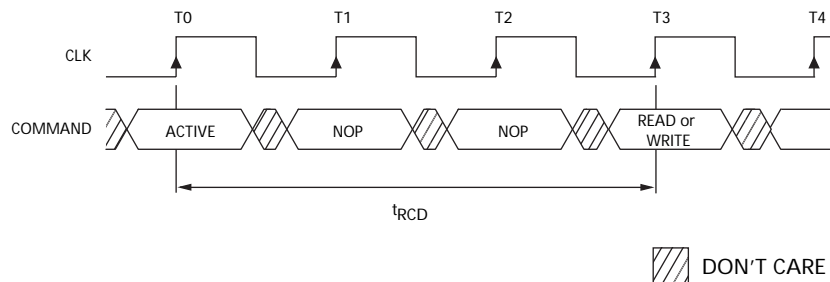 T0 T1 T2 T3 T4
CLK
COMMAND ACTIVE NOP NOP READ or
WRITE
tRCD
DON'T CARE